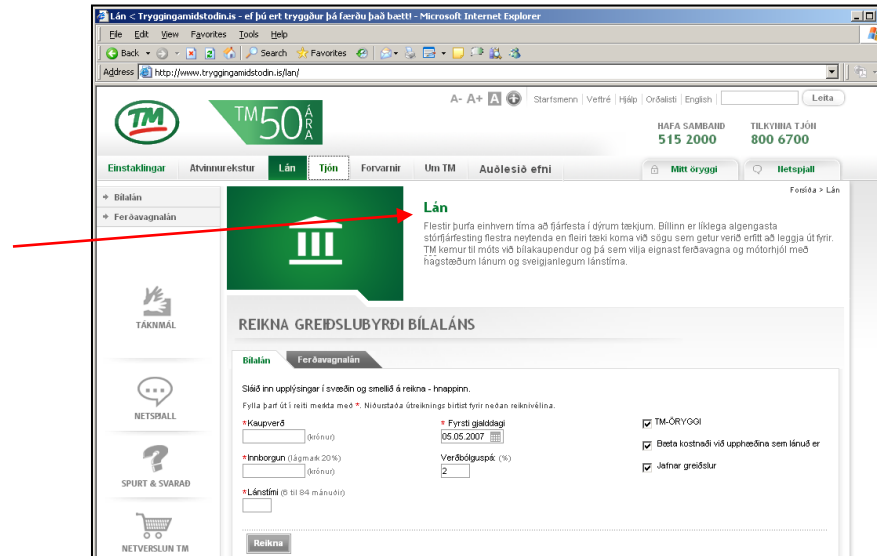 Lán < Tryggingamidstodin.is - ef þú ert tryggður þá færðu það bætt! - Microsoft Internet Explorer
File Edit View Favorites Tools Help
Back Search Favorites
Address http://www.tryggingamidstodin.is/lan/
A- A+ A Starfsmenn | Veftré | Hjálp | Orðalisti | English | Leita
TM
TM 50 ÁRA
HAFA SAMBAND
515 2000
TILKYNNA TJÓN
800 6700
Einstaklingar Atvinnurekstur Lán Tjón Forvarnir Um TM Auðlesið efni Mitt öryggi Netspjall
Forsíða > Lán
Bílalán
Ferðavagnalán
Lán
Flestir þurfa einhvern tíma að fjárfesta í dýrum tækjum. Bíllinn er líklega algengasta
stórfjárfesting flestra neytenda en fleiri tæki koma við sögu sem getur verið erfitt að leggja út fyrir.
TM kemur til móts við bílakaupendur og þá sem vilja eignast ferðavagna og mótorhjól með
hagstæðum lánum og sveigjanlegum lánstíma.
TÁKNMÁL
NETSPJALL
SPURT & SVARAÐ
NETVERSLUN TM
REIKNA GREIÐSLUBYRÐI BÍLALÁNS
Bílalán Ferðavagnalán
Sláið inn upplýsingar í svæðin og smellið á reikna - hnappinn.
Fylla þarf út í reiti merkta með *. Niðurstaða útreiknings birtist fyrir neðan reiknivélina.
*Kaupverð
(krónur)
*Innborgun (lágmark 20%)
(krónur)
*Lánstími (6 til 84 mánuðir)
* Fyrsti gjalddagi
05.05.2007
Verðbólguspá: (%)
2
TM-ÖRYGGI
Bæta kostnaði við upphæðina sem lánuð er
Jafnar greiðslur
Reikna